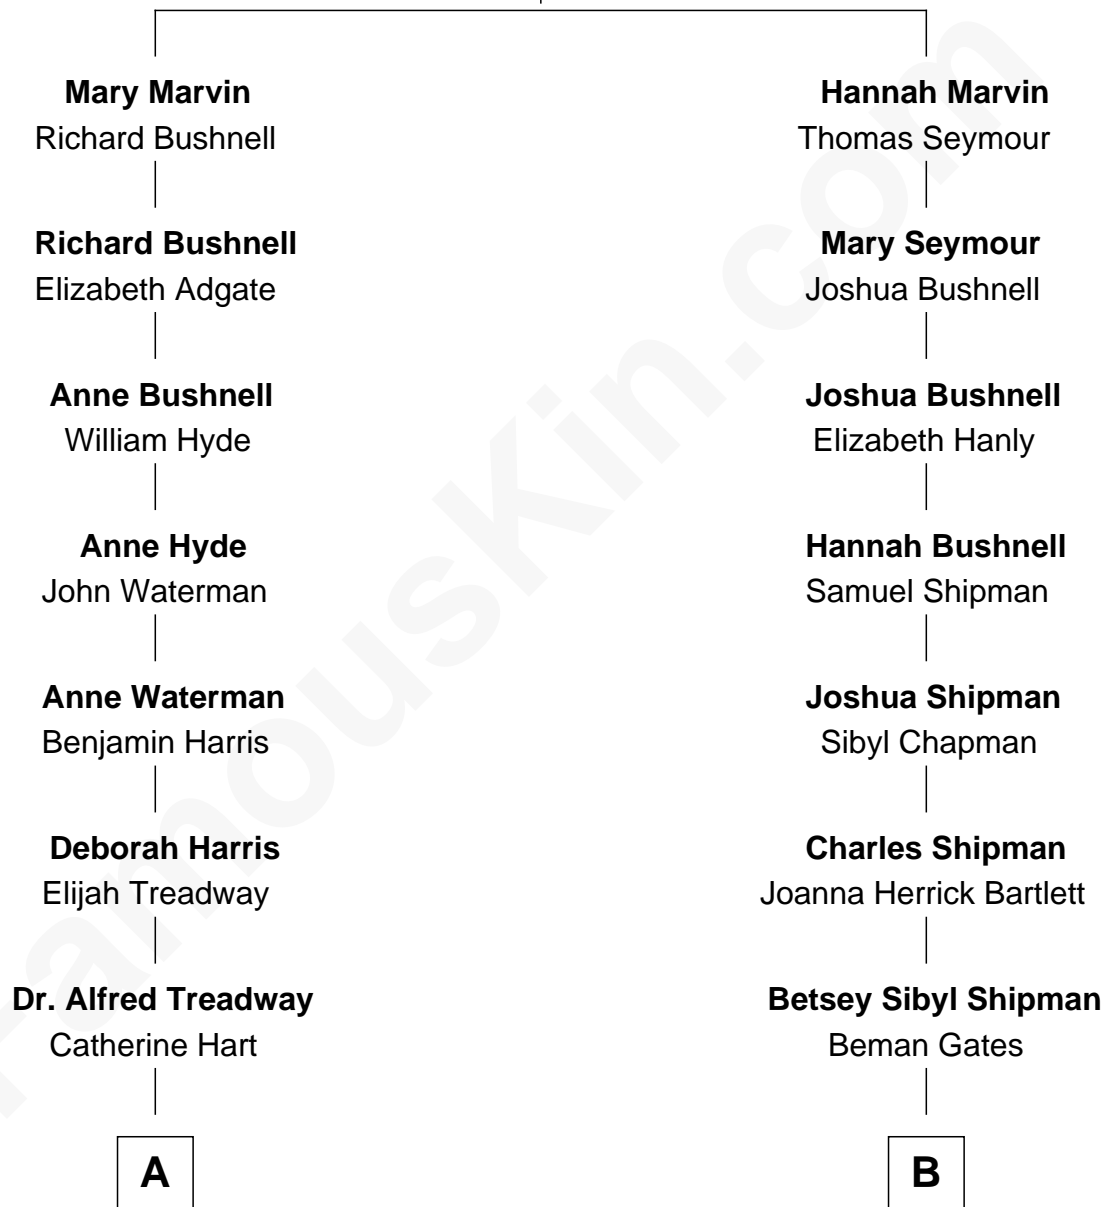 Mary Marvin
Richard Bushnell
Richard Bushnell
Elizabeth Adgate
Anne Bushnell
William Hyde
Anne Hyde
John Waterman
Anne Waterman
Benjamin Harris
Deborah Harris
Elijah Treadway
Dr. Alfred Treadway
Catherine Hart
A
Hannah Marvin
Thomas Seymour
Mary Seymour
Joshua Bushnell
Joshua Bushnell
Elizabeth Hanly
Hannah Bushnell
Samuel Shipman
Joshua Shipman
Sibyl Chapman
Charles Shipman
Joanna Herrick Bartlett
Betsey Sibyl Shipman
Beman Gates
B
FamousKin.com